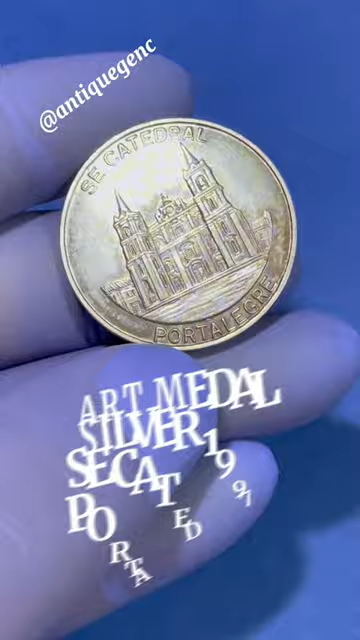 @antiquegenc
SE CATEDRAL
PORTALEGRE
ART MEDAL
SILVER 1997
SE CATED
PORTA